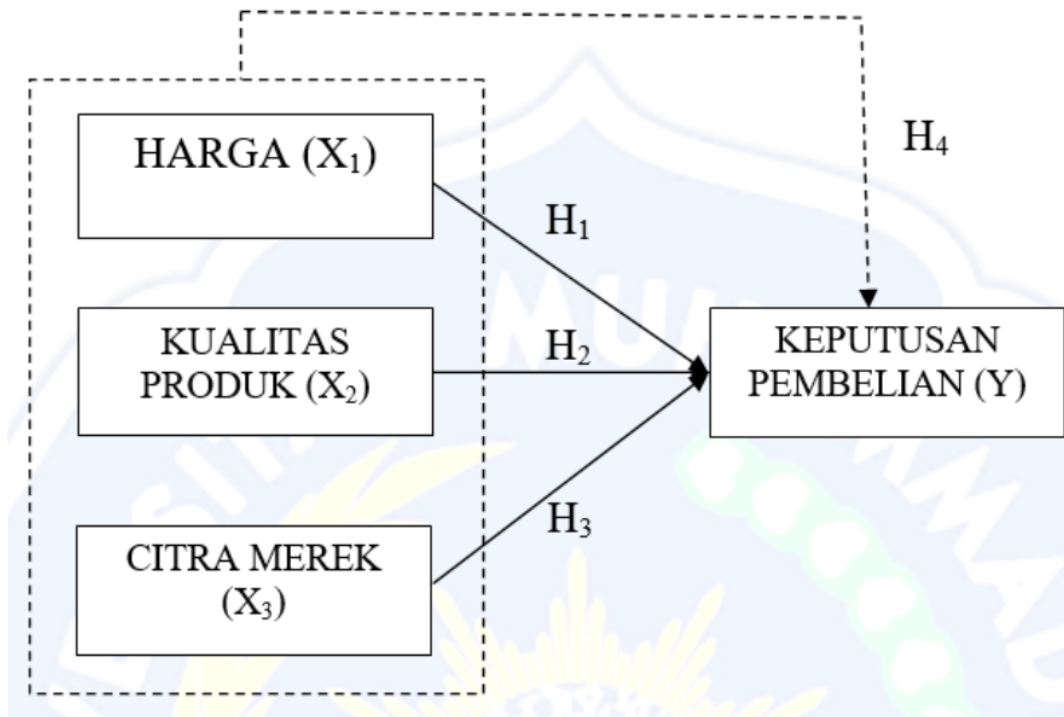 HARGA (X₁)
H₄
H₁
KUALITAS
PRODUK (X₂)
H₂
KEPUTUSAN
PEMBELIAN (Y)
CITRA MEREK
(X₃)
H₃